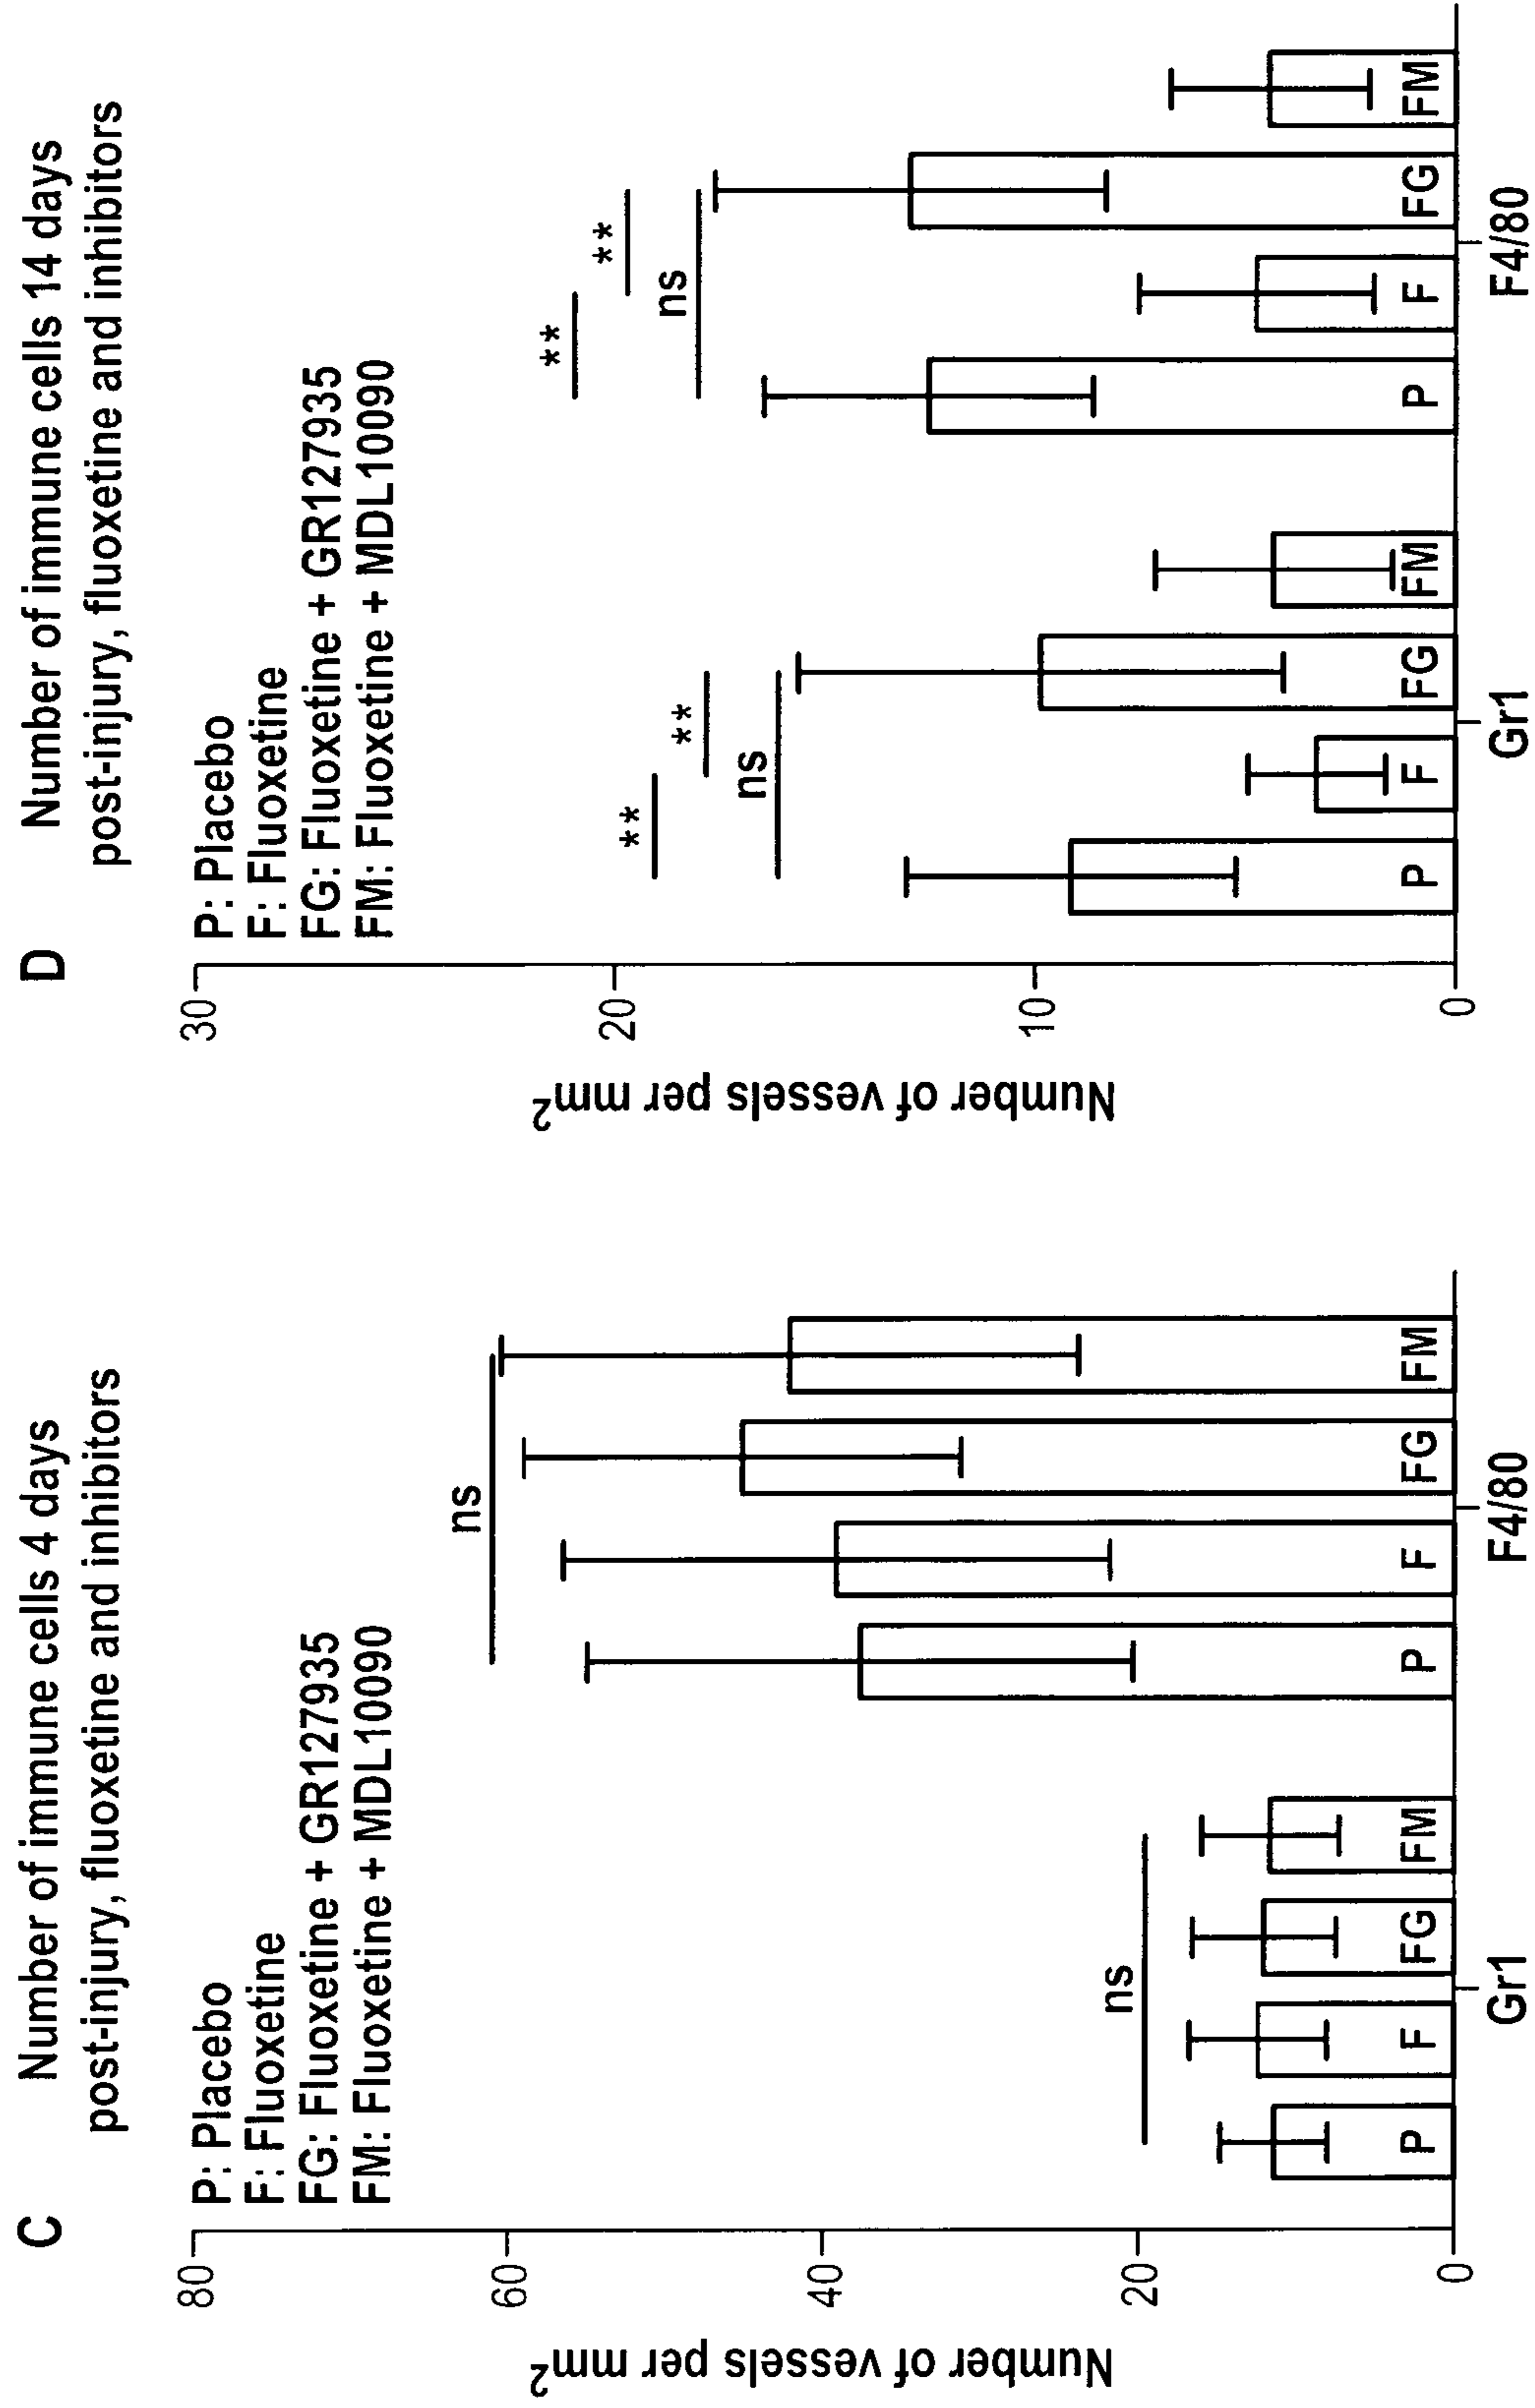 C Number of immune cells 4 days
post-injury, fluoxetine and inhibitors
P: Placebo
F: Fluoxetine
FG: Fluoxetine + GR127935
FM: Fluoxetine + MDL10090
Number of vessels per mm²
80
60
40
20
0
ns
ns
P F FG FM P F FG FM
Gr1 F4/80
D Number of immune cells 14 days
post-injury, fluoxetine and inhibitors
P: Placebo
F: Fluoxetine
FG: Fluoxetine + GR127935
FM: Fluoxetine + MDL10090
Number of vessels per mm²
30
20
10
0
**
**
ns
**
**
ns
P F FG FM P F FG FM
Gr1 F4/80